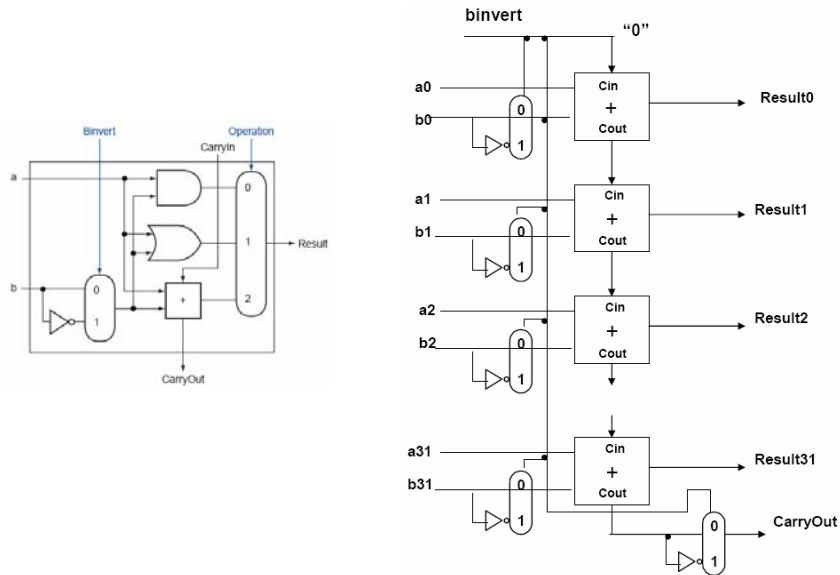 Binvert
Operation
CarryIn
a
0
1
Result
b
0
2
+
1
CarryOut
binvert
"0"
a0
Cin
Result0
0
+
b0
Cout
1
a1
Cin
Result1
0
+
b1
Cout
1
a2
Cin
Result2
0
+
b2
Cout
1
a31
Cin
Result31
0
+
b31
Cout
1
0
CarryOut
1